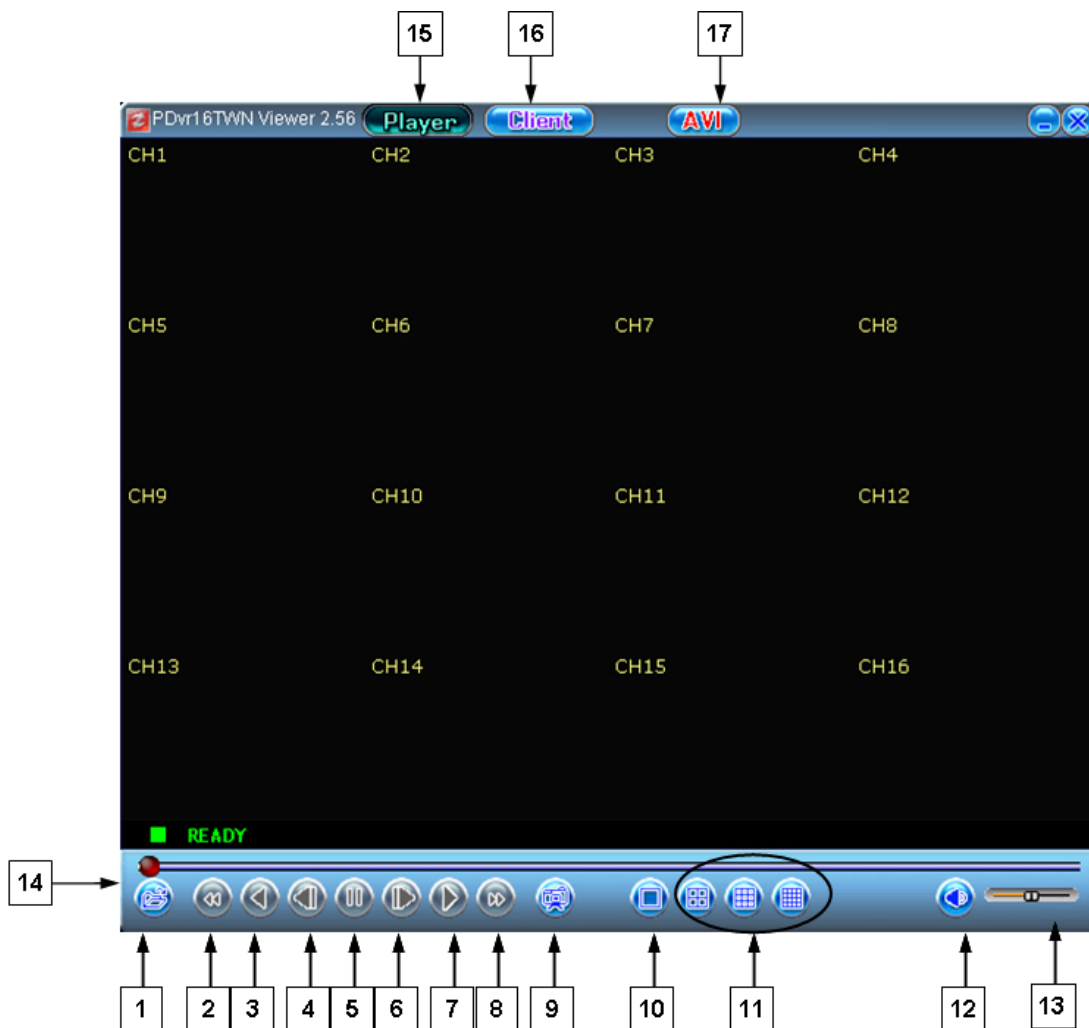 15 16 17
PDvr16TWN Viewer 2.56 Player Client AVI
CH1 CH2 CH3 CH4
CH5 CH6 CH7 CH8
CH9 CH10 CH11 CH12
CH13 CH14 CH15 CH16
READY
14
1 2 3 4 5 6 7 8 9 10 11 12 13